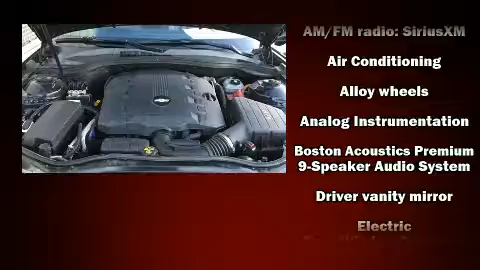 AM/FM radio: SiriusXM
Air Conditioning
Alloy wheels
Analog Instrumentation
Boston Acoustics Premium
9-Speaker Audio System
Driver vanity mirror
Electric